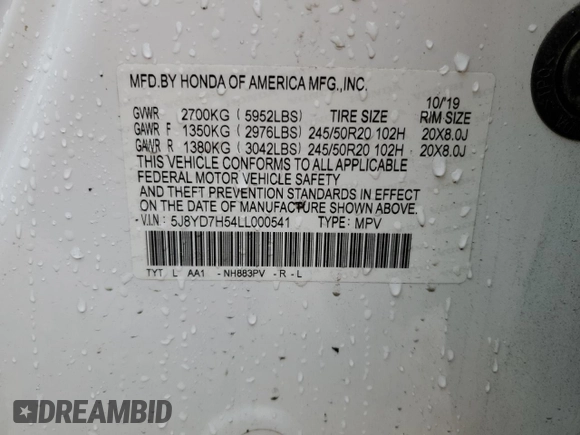 MFD.BY HONDA OF AMERICA MFG.,INC.
10/'19
GVWR 2700KG (5952LBS) TIRE SIZE RIM SIZE
GAWR F 1350KG (2976LBS) 245/50R20 102H 20X8.0J
GAWR R 1380KG (3042LBS) 245/50R20 102H 20X8.0J
THIS VEHICLE CONFORMS TO ALL APPLICABLE
FEDERAL MOTOR VEHICLE SAFETY
AND THEFT PREVENTION STANDARDS IN EFFECT
ON THE DATE OF MANUFACTURE SHOWN ABOVE.
V.I.N: 5J8YD7H54LL000541 TYPE: MPV
TYT L AA1 -NH883PV -R -L
DREAMBID